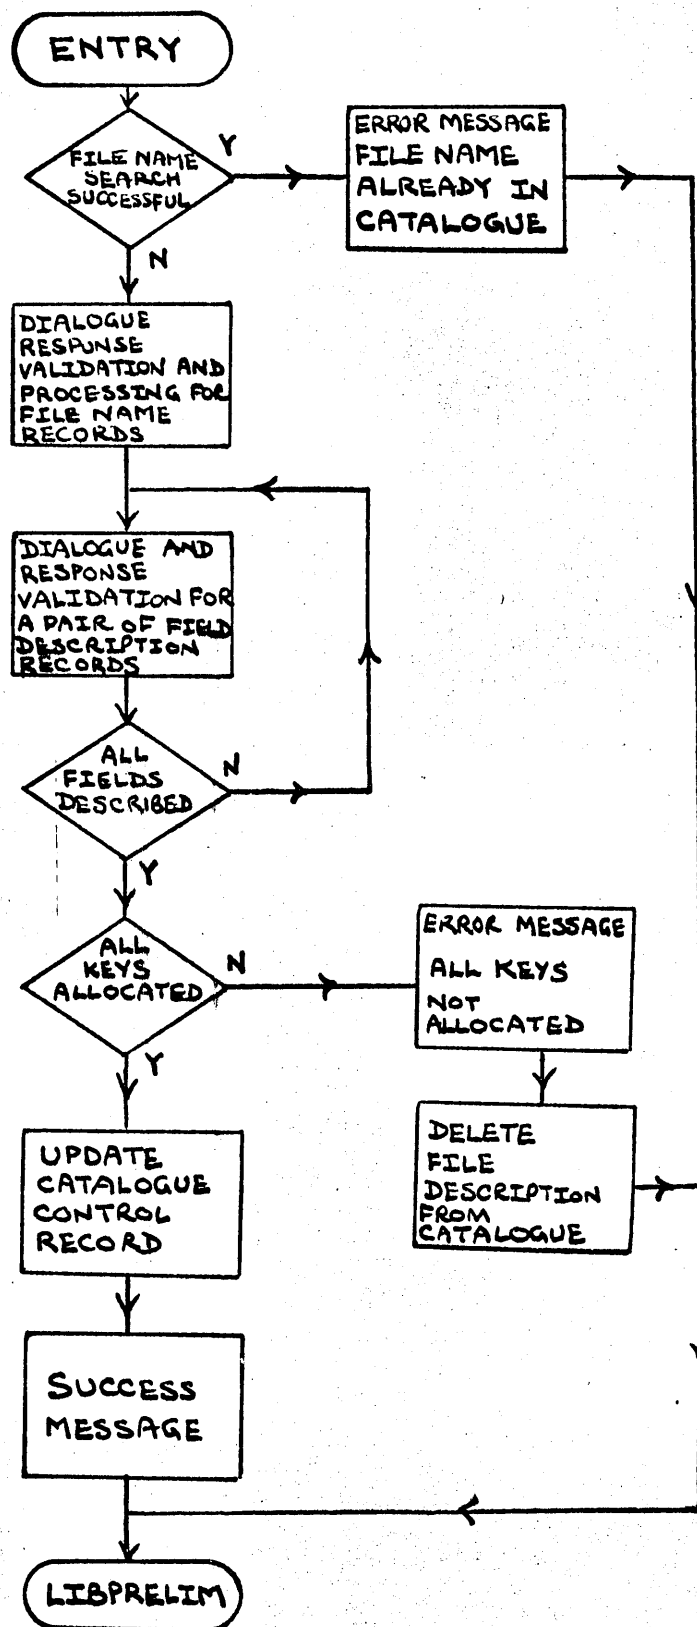 ENTRY
FILE NAME
SEARCH
SUCCESSFUL
Y
N
ERROR MESSAGE
FILE NAME
ALREADY IN
CATALOGUE
DIALOGUE
RESPONSE
VALIDATION AND
PROCESSING FOR
FILE NAME
RECORDS
DIALOGUE AND
RESPONSE
VALIDATION FOR
A PAIR OF FIELD
DESCRIPTION
RECORDS
ALL
FIELDS
DESCRIBED
N
Y
ALL
KEYS
ALLOCATED
N
Y
ERROR MESSAGE
ALL KEYS
NOT
ALLOCATED
DELETE
FILE
DESCRIPTION
FROM
CATALOGUE
UPDATE
CATALOGUE
CONTROL
RECORD
SUCCESS
MESSAGE
LIBPRELIM